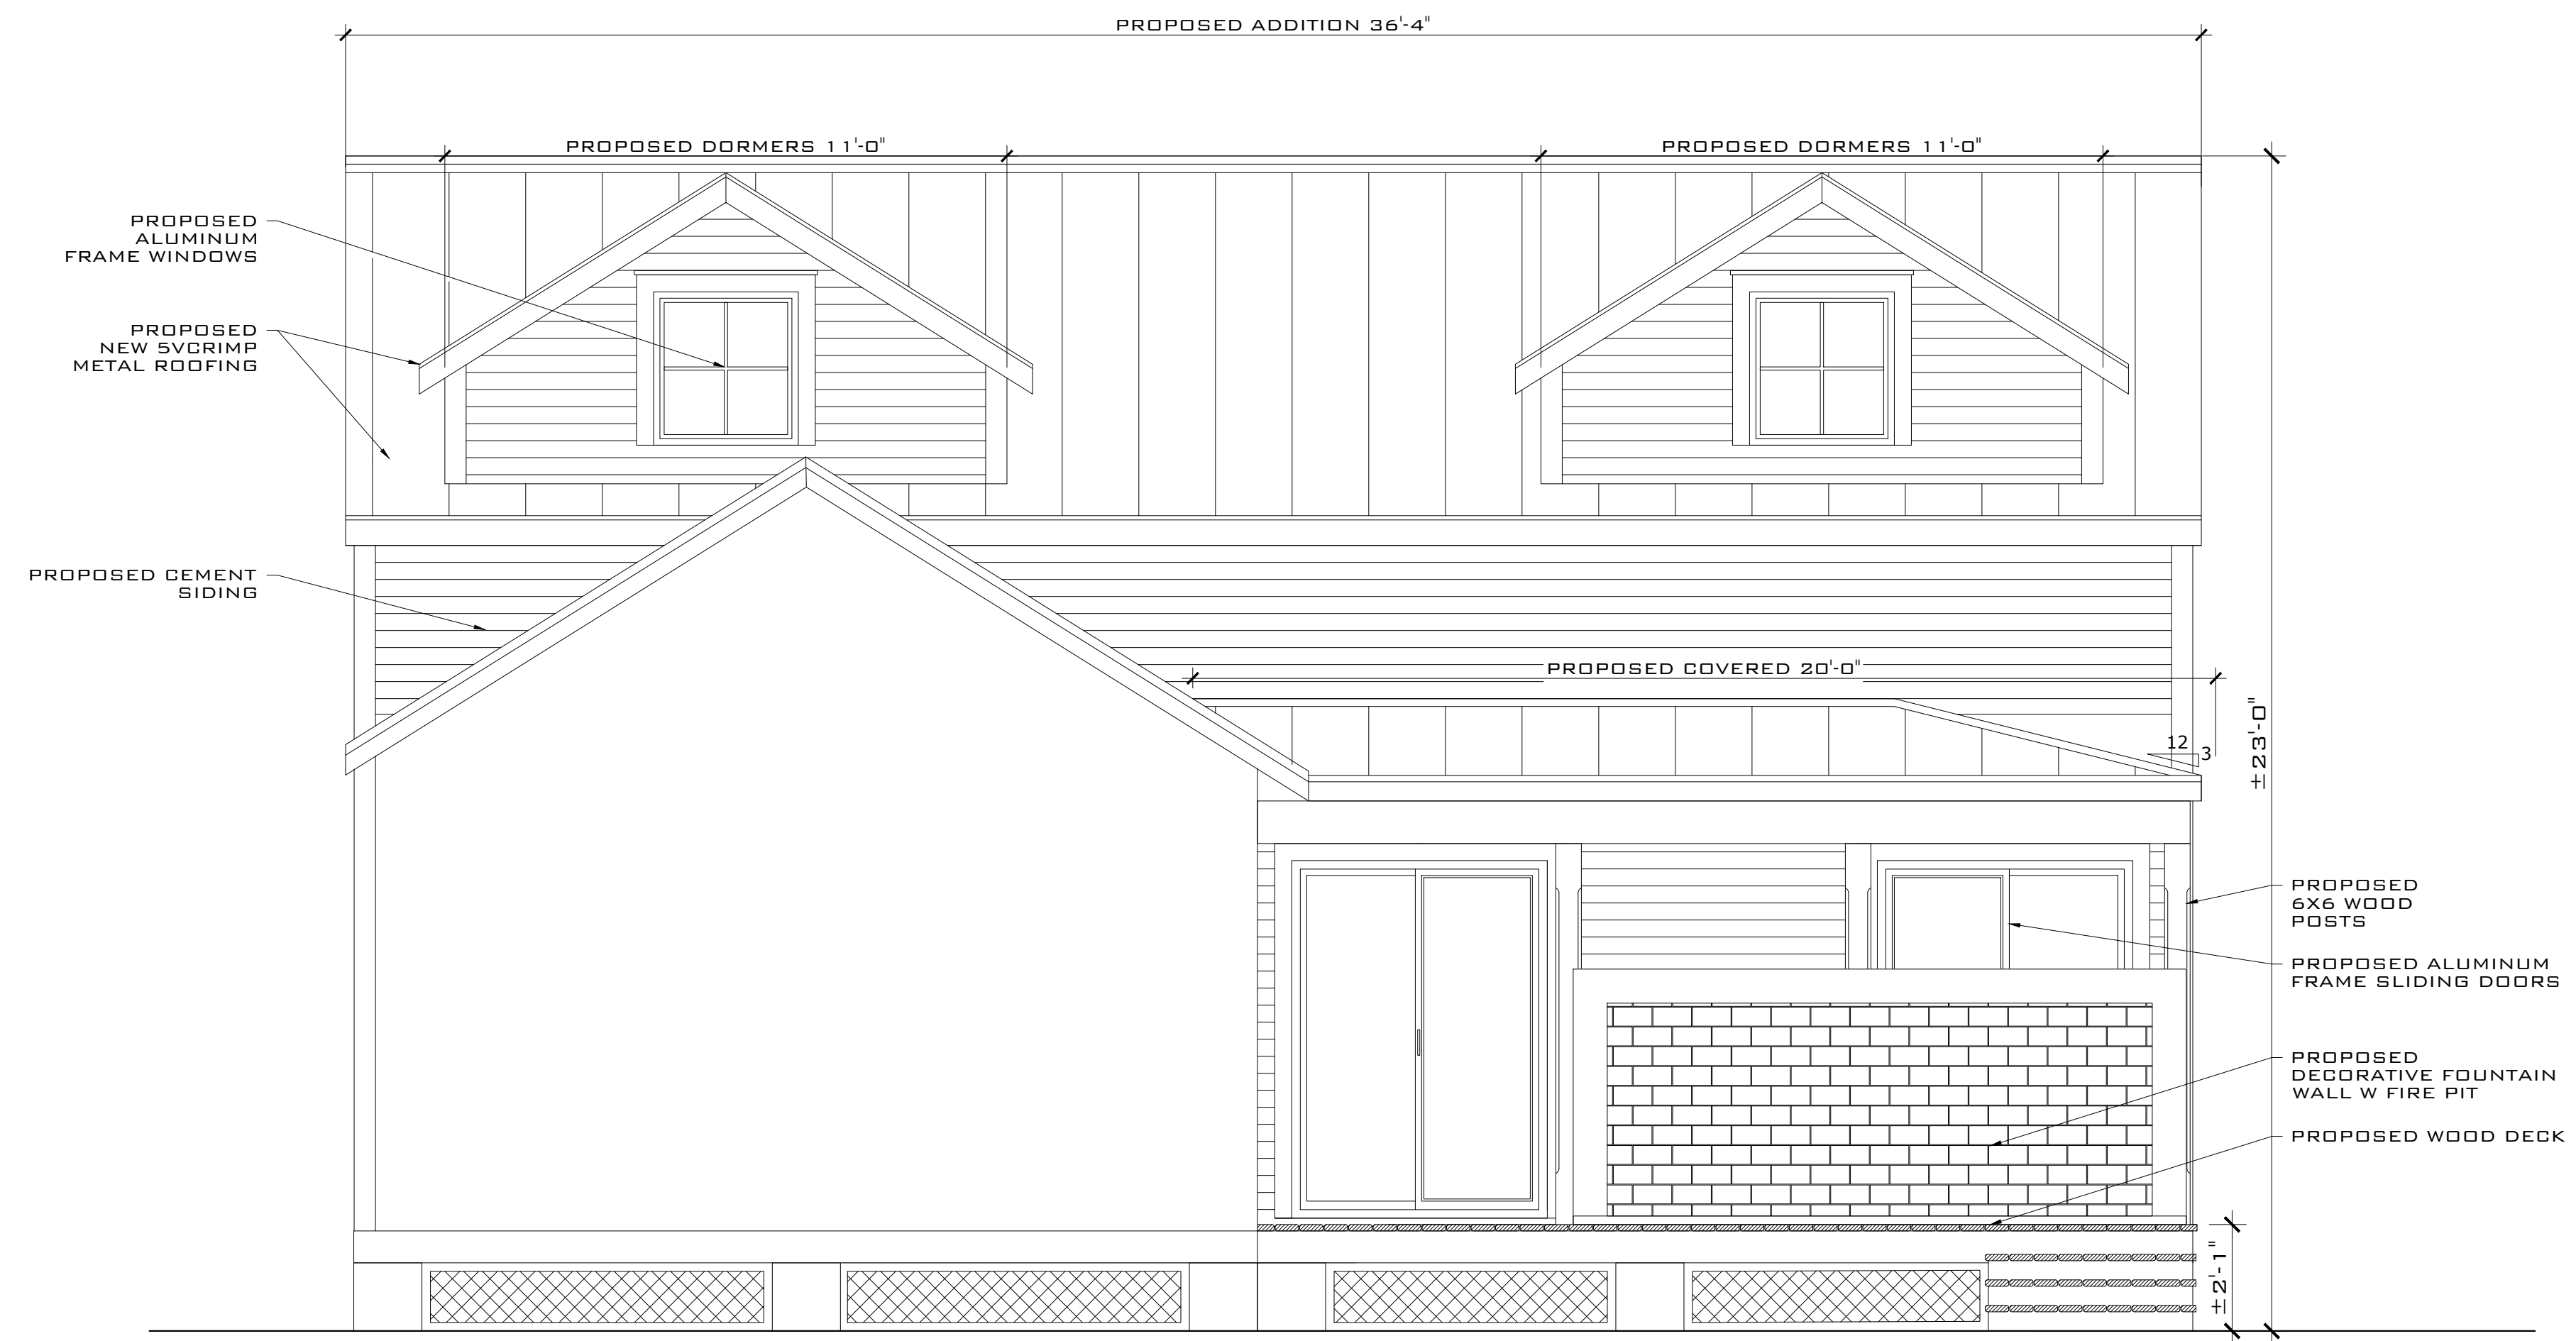 PROPOSED ADDITION 36'-4"
PROPOSED DORMERS 11'-0"
PROPOSED DORMERS 11'-0"
PROPOSED
ALUMINUM
FRAME WINDOWS
PROPOSED
NEW 5VCRIMP
METAL ROOFING
PROPOSED CEMENT
SIDING
PROPOSED COVERED 20'-0"
12
3
±23'-0"
PROPOSED
6X6 WOOD
POSTS
PROPOSED ALUMINUM
FRAME SLIDING DOORS
PROPOSED
DECORATIVE FOUNTAIN
WALL W FIRE PIT
PROPOSED WOOD DECK
±2'-1"